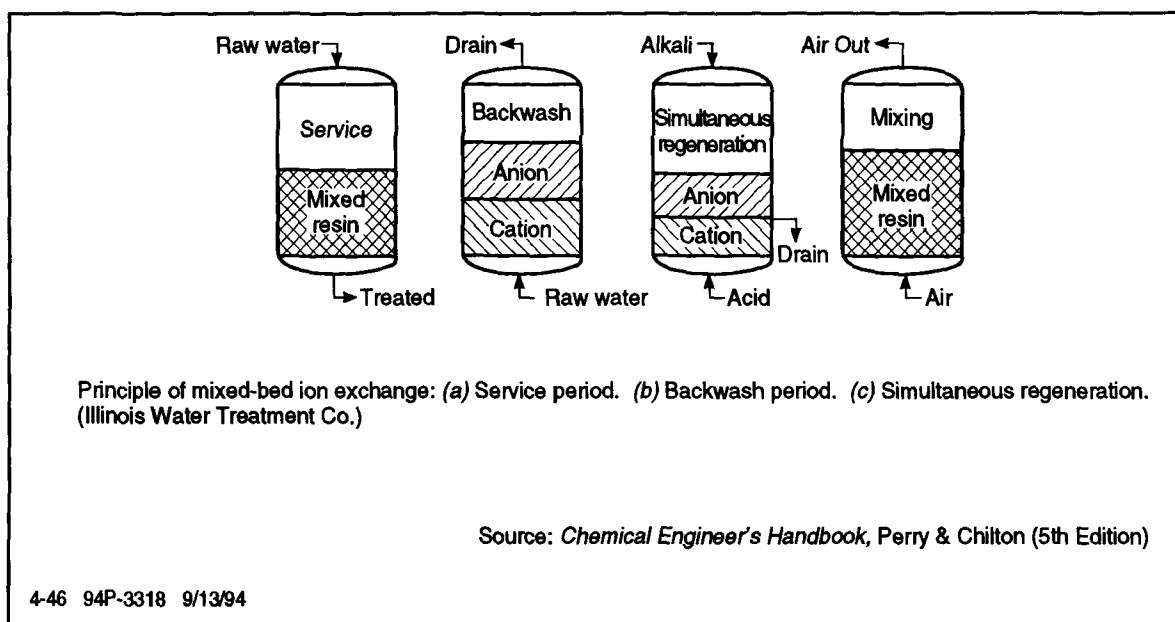 Raw water
Drain
Alkali
Air Out
Service
Backwash
Simultaneous
regeneration
Mixing
Mixed
resin
Anion
Cation
Anion
Cation
Mixed
resin
Treated
Raw water
Acid
Drain
Air
Principle of mixed-bed ion exchange: (a) Service period. (b) Backwash period. (c) Simultaneous regeneration.
(Illinois Water Treatment Co.)
Source: Chemical Engineer's Handbook, Perry & Chilton (5th Edition)
4-46 94P-3318 9/13/94